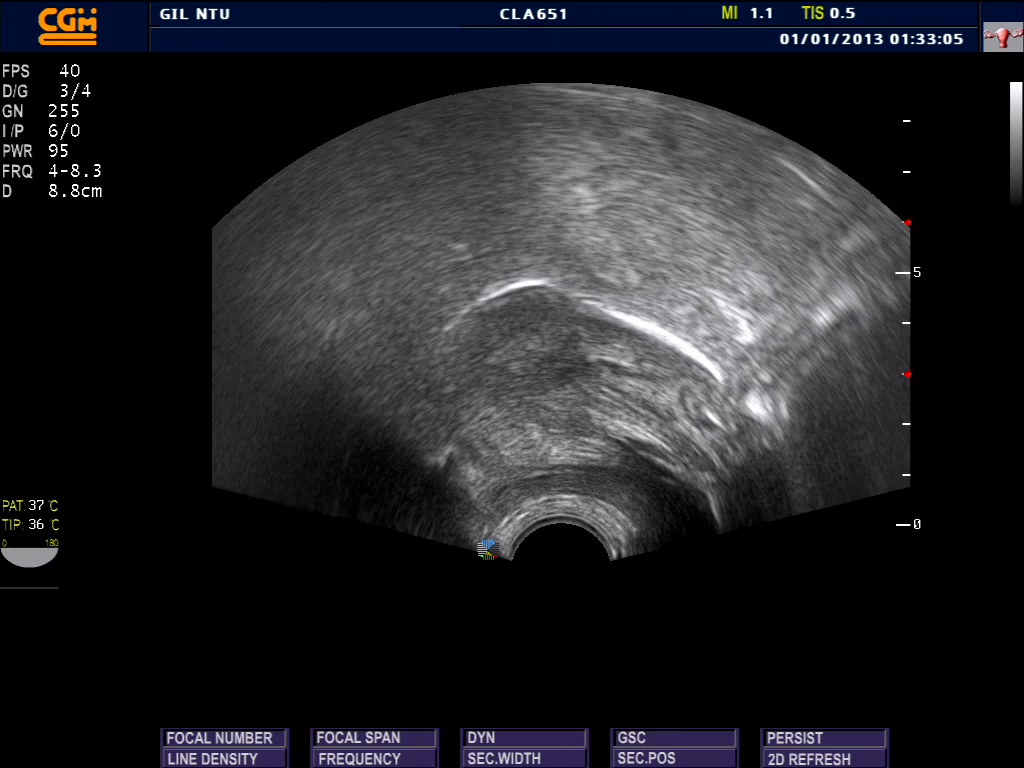 CGM
GIL NTU CLA651 MI 1.1 TIS 0.5
01/01/2013 01:33:05
FPS 40
D/G 3/4
GN 255
I/P 6/0
PWR 95
FRQ 4-8.3
D 8.8cm
5
PAT: 37 °C
TIP: 36 °C
0 180
0
FOCAL NUMBER FOCAL SPAN DYN GSC PERSIST
LINE DENSITY FREQUENCY SEC.WIDTH SEC.POS 2D REFRESH